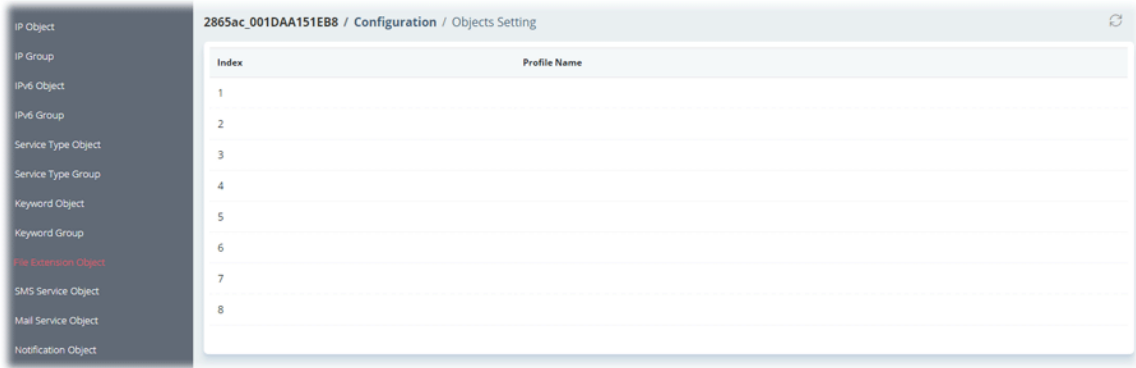 IP Object
IP Group
IPv6 Object
IPv6 Group
Service Type Object
Service Type Group
Keyword Object
Keyword Group
File Extension Object
SMS Service Object
Mail Service Object
Notification Object
2865ac_001DAA151EB8 / Configuration / Objects Setting
Index Profile Name
1
2
3
4
5
6
7
8